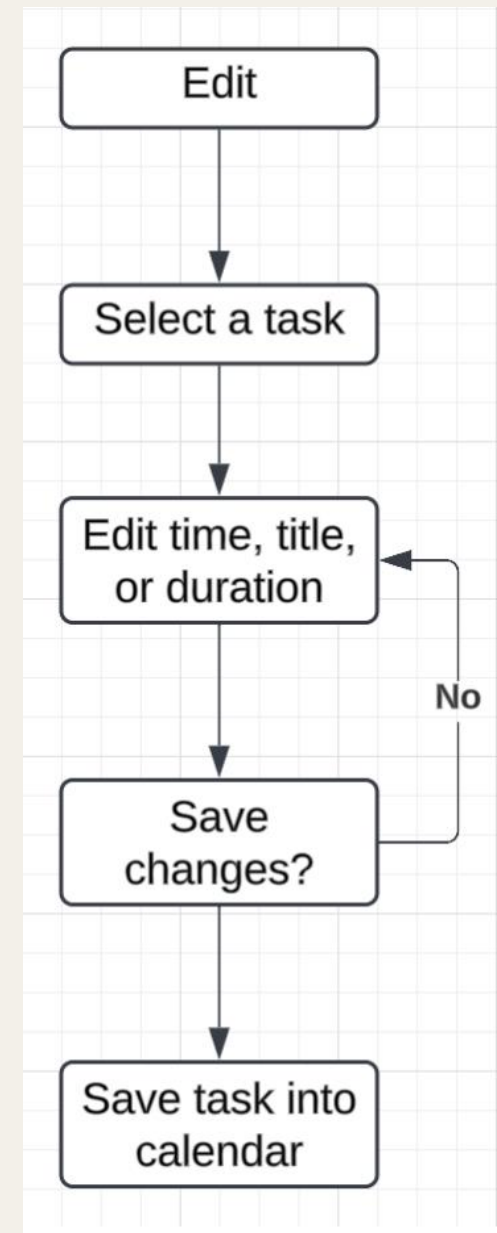 Edit
Select a task
Edit time, title,
or duration
No
Save
changes?
Save task into
calendar